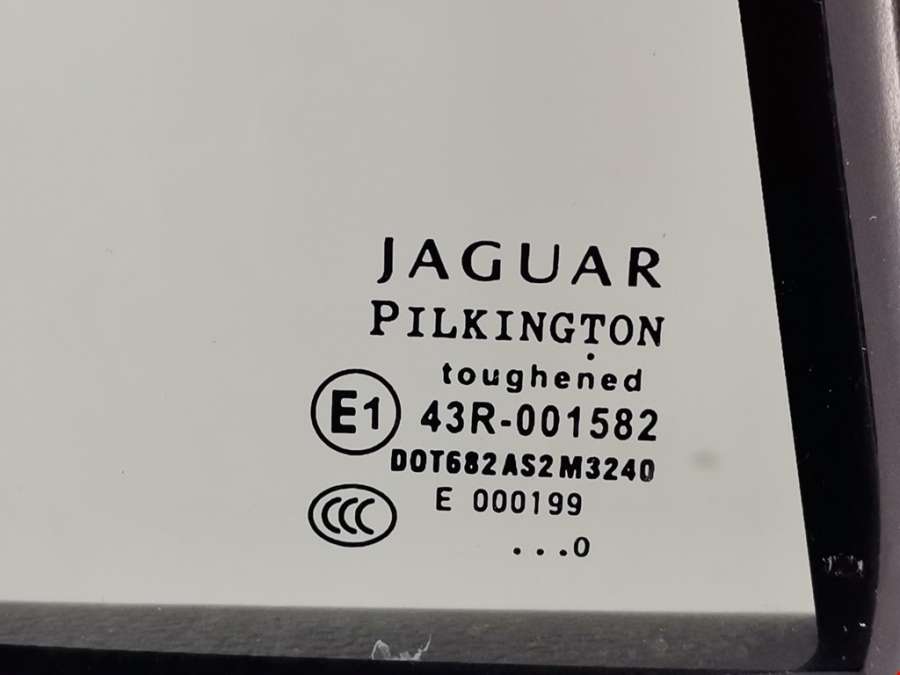 JAGUAR
PILKINGTON
toughened
E1 43R-001582
DOT682AS2M3240
CCC E 000199
...0